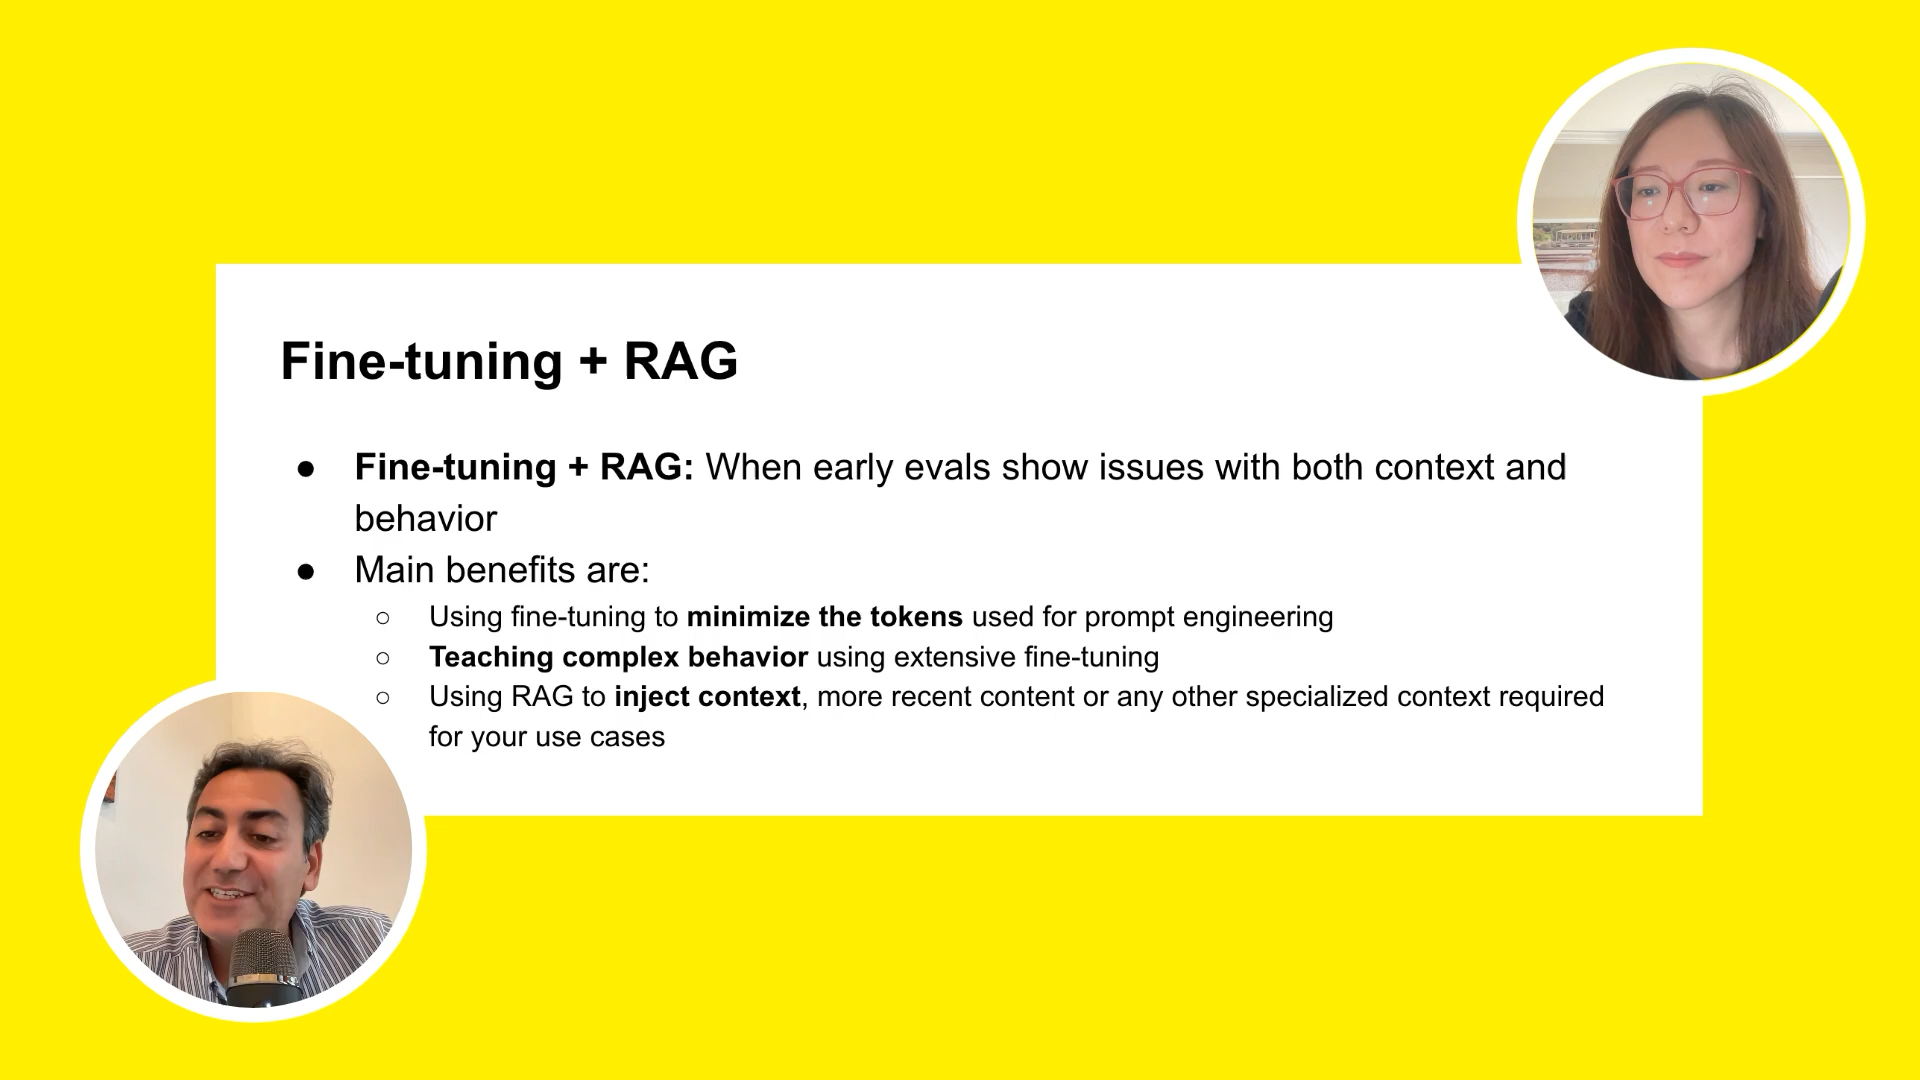 Fine-tuning + RAG
● Fine-tuning + RAG: When early evals show issues with both context and
behavior
● Main benefits are:
○ Using fine-tuning to minimize the tokens used for prompt engineering
○ Teaching complex behavior using extensive fine-tuning
○ Using RAG to inject context, more recent content or any other specialized context required
for your use cases